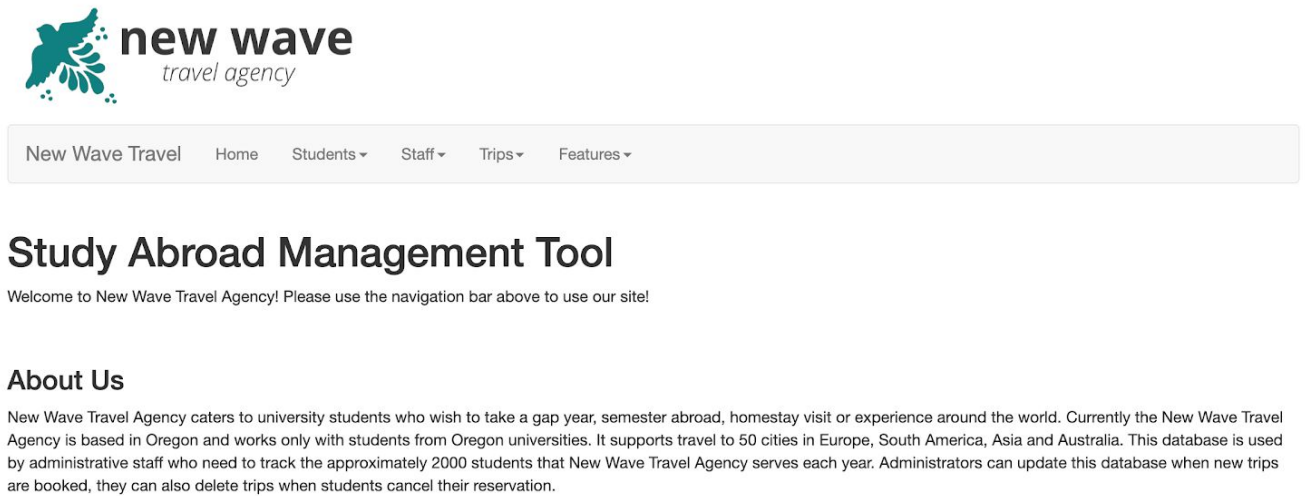 new wave
travel agency
New Wave Travel Home Students Staff Trips Features
Study Abroad Management Tool
Welcome to New Wave Travel Agency! Please use the navigation bar above to use our site!
About Us
New Wave Travel Agency caters to university students who wish to take a gap year, semester abroad, homestay visit or experience around the world. Currently the New Wave Travel
Agency is based in Oregon and works only with students from Oregon universities. It supports travel to 50 cities in Europe, South America, Asia and Australia. This database is used
by administrative staff who need to track the approximately 2000 students that New Wave Travel Agency serves each year. Administrators can update this database when new trips
are booked, they can also delete trips when students cancel their reservation.